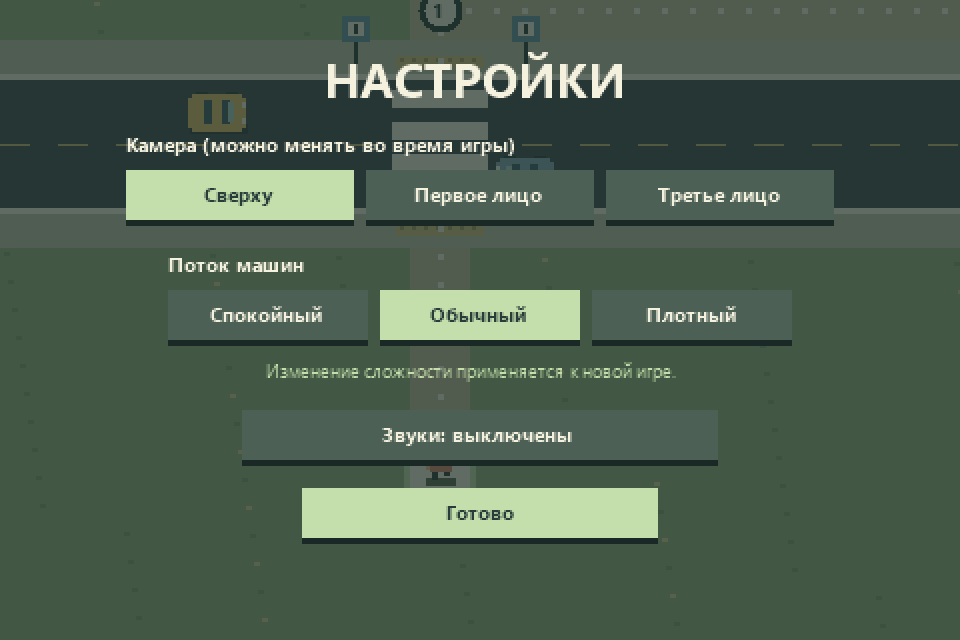 1
НАСТРОЙКИ
Камера (можно менять во время игры)
Сверху
Первое лицо
Третье лицо
Поток машин
Спокойный
Обычный
Плотный
Изменение сложности применяется к новой игре.
Звуки: выключены
Готово